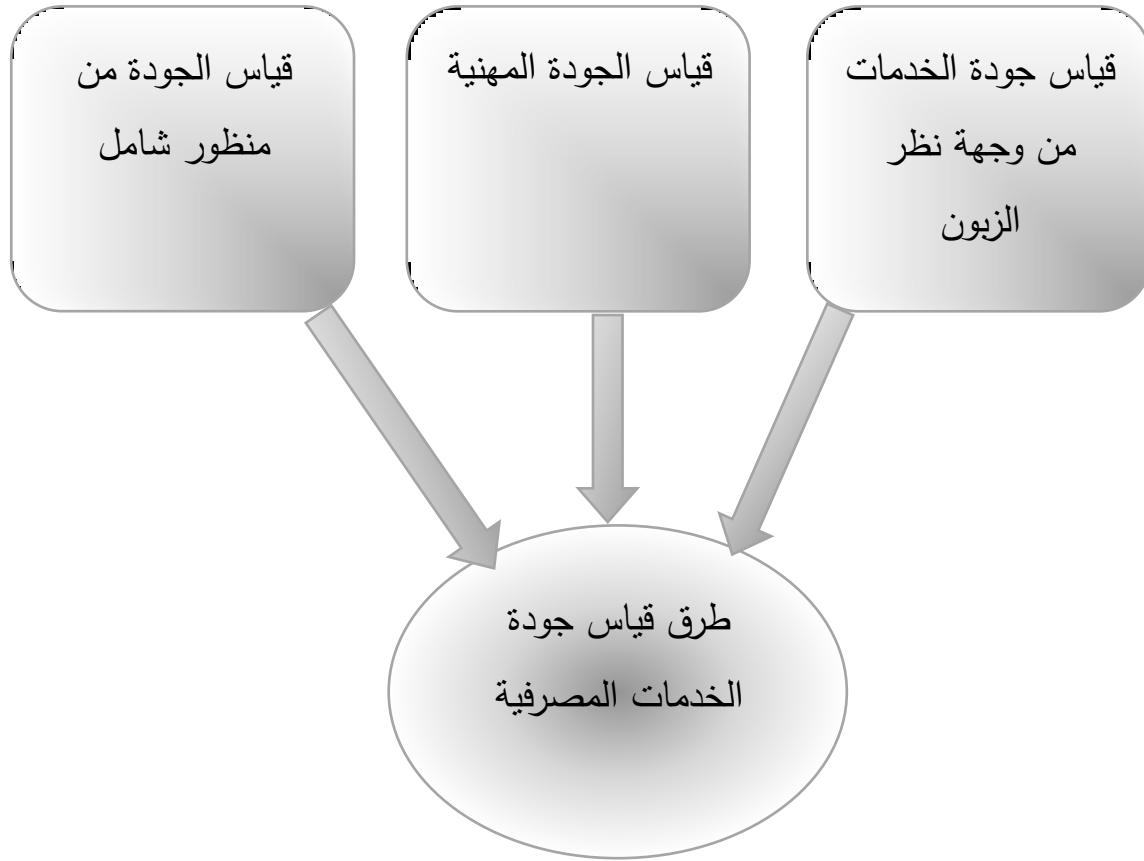 قياس جودة الخدمات
من وجهة نظر
الزبون
قياس الجودة المهنية
قياس الجودة من
منظور شامل
طرق قياس جودة
الخدمات المصرفية